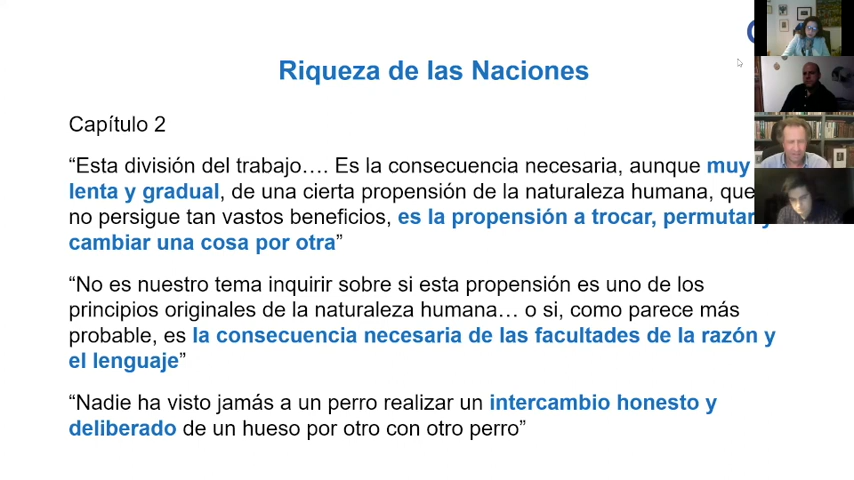 Riqueza de las Naciones
Capítulo 2
“Esta división del trabajo…. Es la consecuencia necesaria, aunque muy
lenta y gradual, de una cierta propensión de la naturaleza humana, que
no persigue tan vastos beneficios, es la propensión a trocar, permutar y
cambiar una cosa por otra”
“No es nuestro tema inquirir sobre si esta propensión es uno de los
principios originales de la naturaleza humana… o si, como parece más
probable, es la consecuencia necesaria de las facultades de la razón y
el lenguaje”
“Nadie ha visto jamás a un perro realizar un intercambio honesto y
deliberado de un hueso por otro con otro perro”